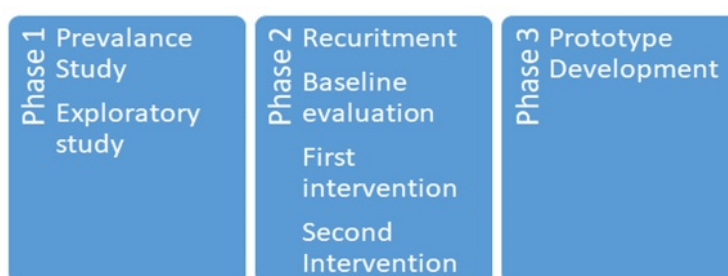 Phase 1
Prevalance
Study
Exploratory
study
Phase 2
Recuritment
Baseline
evaluation
First
intervention
Second
Intervention
Phase 3
Prototype
Development